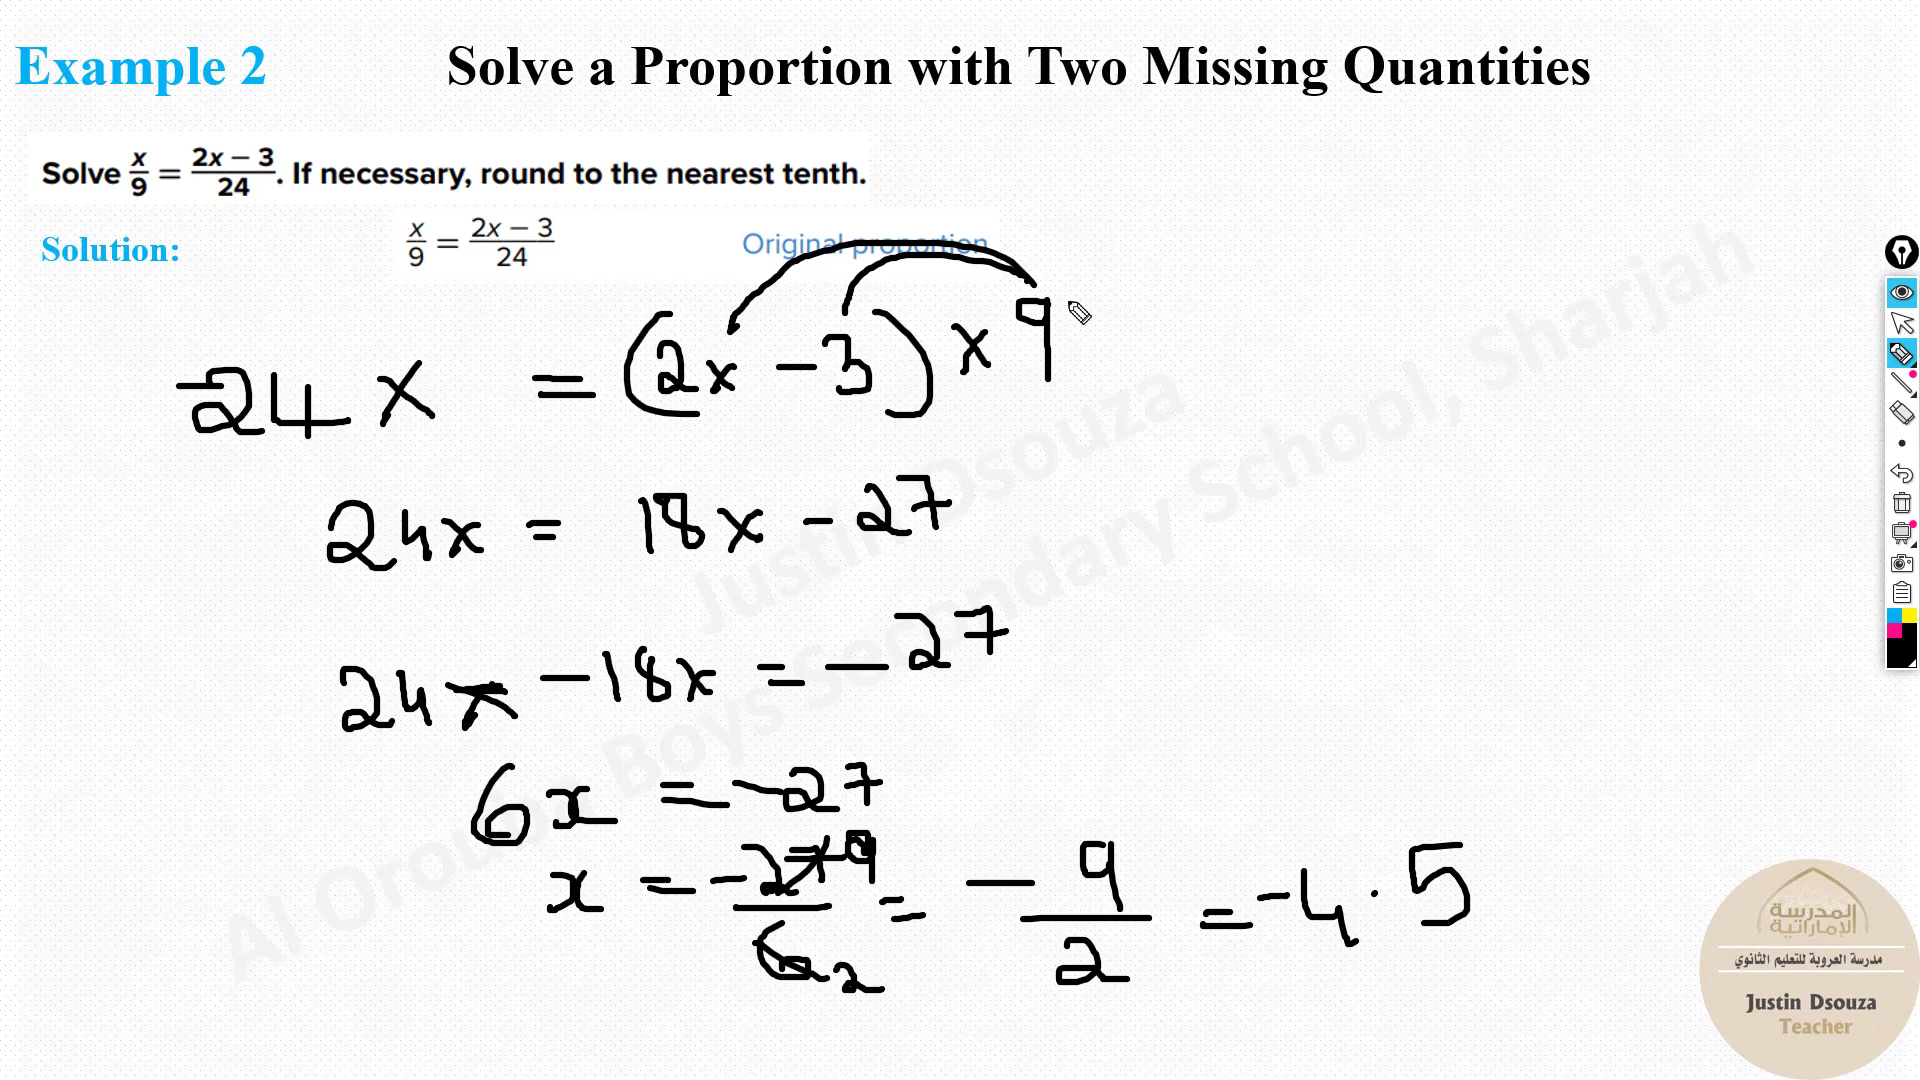 Example 2 Solve a Proportion with Two Missing Quantities
Solve x/9 = (2x − 3)/24. If necessary, round to the nearest tenth.
Solution: x/9 = (2x − 3)/24 Original proportion
24x = (2x − 3) × 9
24x = 18x − 27
24x − 18x = − 27
6x = − 27
x = −27 9 / 6 2 = − 9/2 = −4.5
Justin Dsouza
Al Orouba Boys Secondary School, Sharjah
المدرسة
الإماراتية
مدرسة العروبة للتعليم الثانوي
Justin Dsouza
Teacher